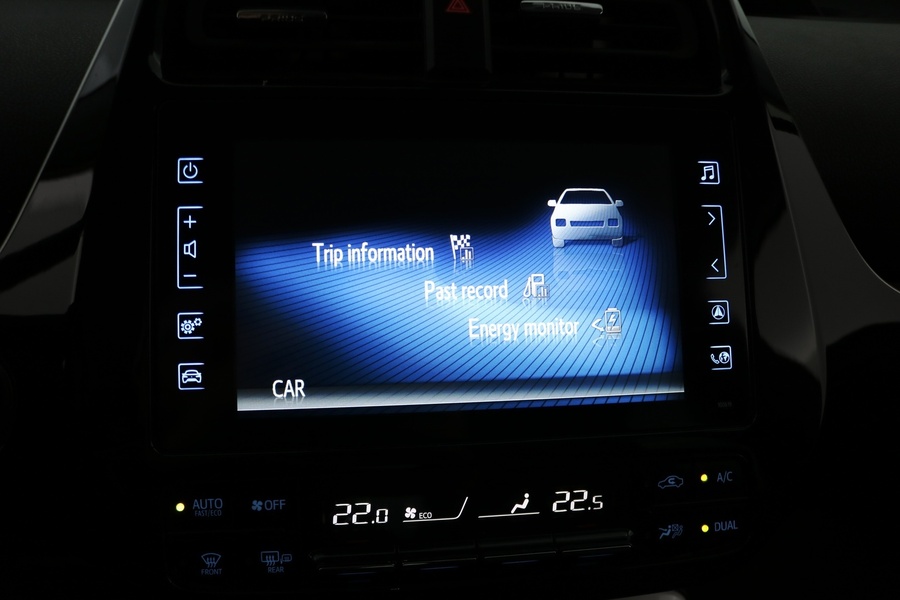 Trip information
Past record
Energy monitor
CAR
AUTO
FAST/ECO
OFF
22.0
ECO
22.5
A/C
DUAL
FRONT
REAR